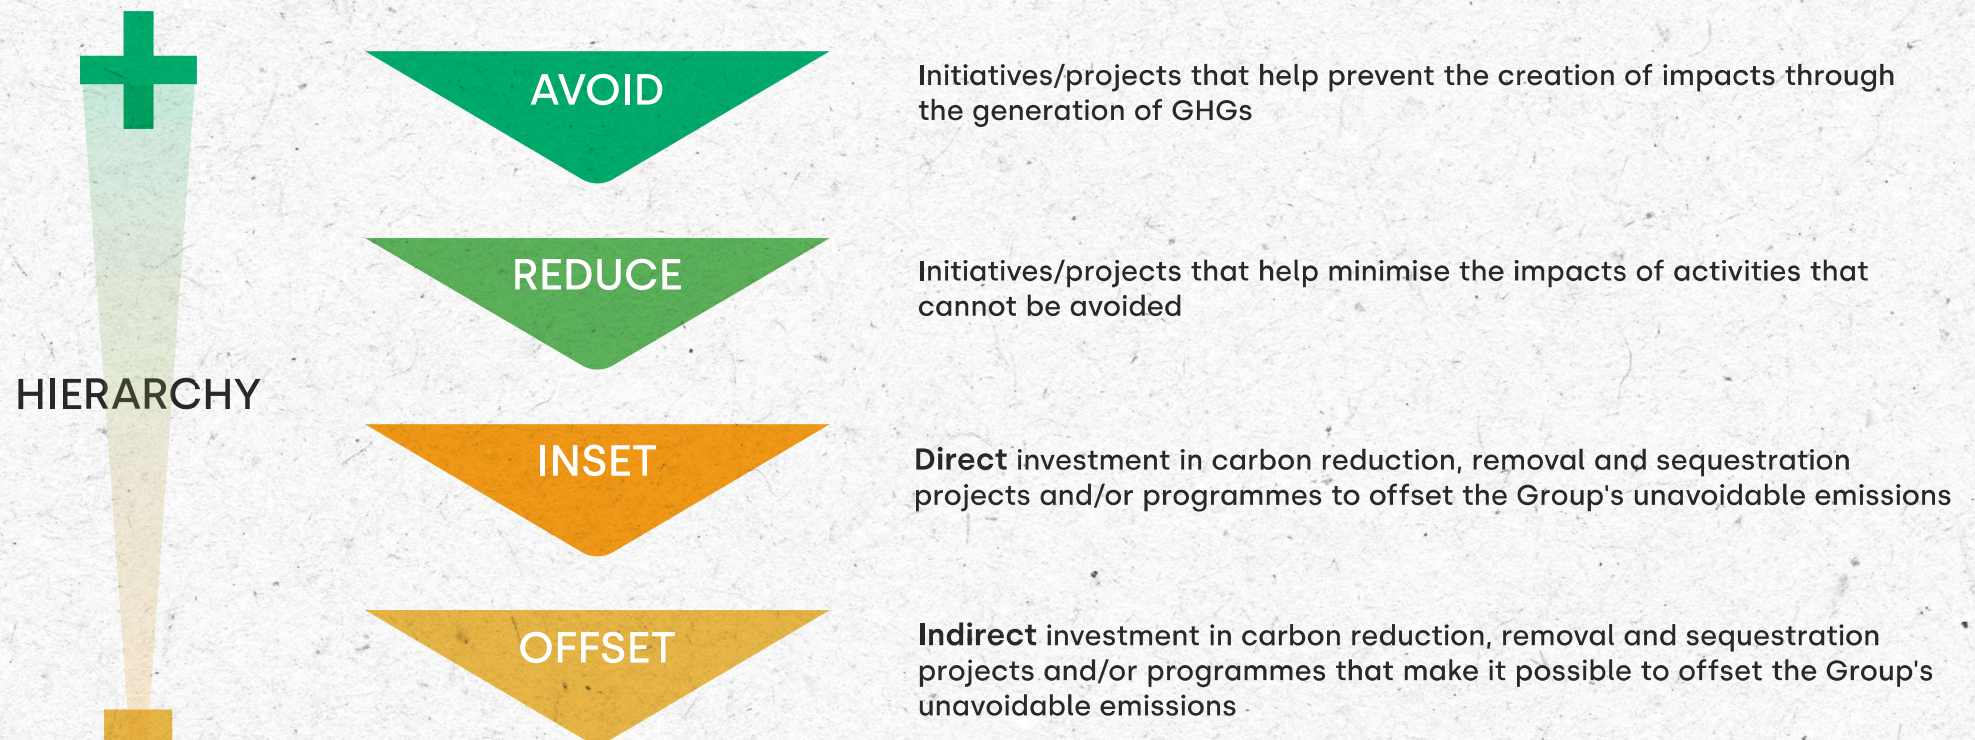 AVOID
Initiatives/projects that help prevent the creation of impacts through
the generation of GHGs
REDUCE
Initiatives/projects that help minimise the impacts of activities that
cannot be avoided
HIERARCHY
INSET
Direct investment in carbon reduction, removal and sequestration
projects and/or programmes to offset the Group's unavoidable emissions
OFFSET
Indirect investment in carbon reduction, removal and sequestration
projects and/or programmes that make it possible to offset the Group's
unavoidable emissions